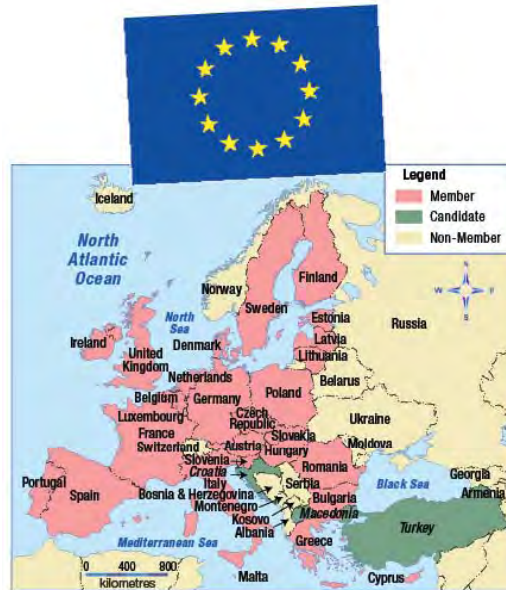 Legend
Member
Candidate
Non-Member
Iceland
North
Atlantic
Ocean
Norway
Finland
Sweden
N
W
E
S
North
Sea
Estonia
Russia
Latvia
Denmark
Lithuania
Ireland
United
Kingdom
Belarus
Netherlands
Poland
Belgium
Germany
Luxembourg
Czech
Republic
Ukraine
France
Slovakia
Switzerland
Austria
Hungary
Moldova
Slovenia
Romania
Croatia
Georgia
Italy
Serbia
Portugal
Spain
Bosnia & Herzegovina
Bulgaria
Black Sea
Armenia
Montenegro
Macedonia
Kosovo
Turkey
Albania
Mediterranean Sea
Greece
0 400 800
kilometres
Malta
Cyprus